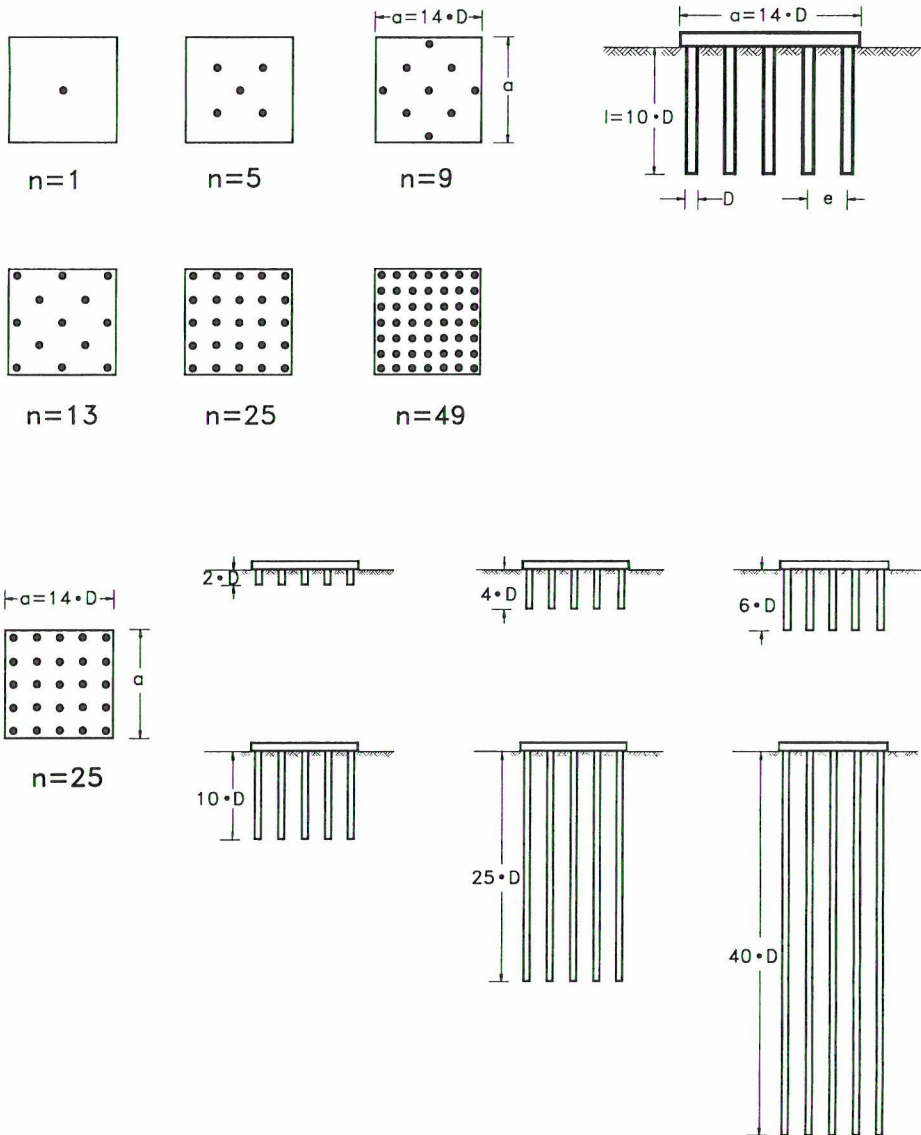 a=14•D
a
n=1
n=5
n=9
a=14•D
l=10•D
D
e
n=13
n=25
n=49
a=14•D
a
n=25
2•D
4•D
6•D
10•D
25•D
40•D